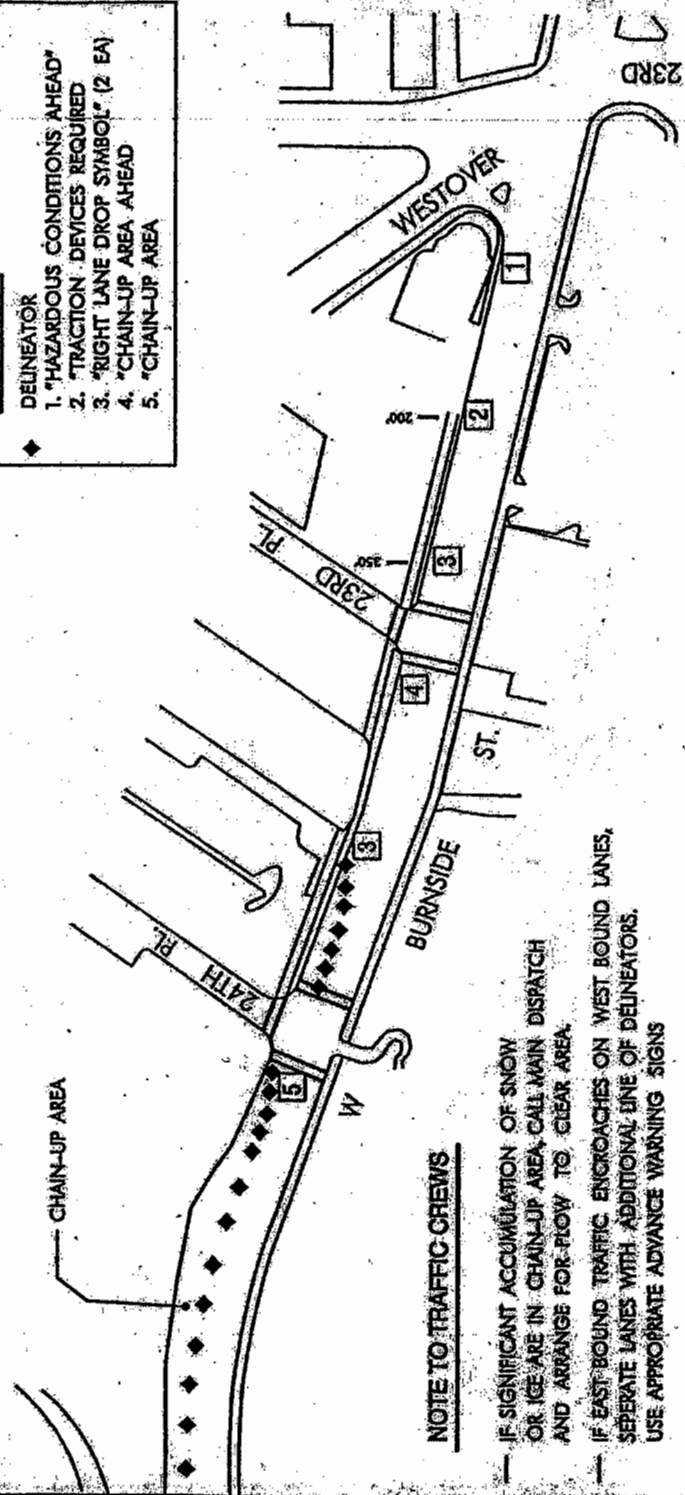 DELINEATOR
1. "HAZARDOUS CONDITIONS AHEAD"
2. "TRACTION DEVICES REQUIRED
3. "RIGHT LANE DROP SYMBOL" (2 EA)
4. "CHAIN-UP AREA AHEAD
5. "CHAIN-UP AREA
CHAIN-UP AREA
24TH PL.
23RD PL.
WESTOVER
23RD
W BURNSIDE ST.
5
3
4
3
350'
2
200'
1
NOTE TO TRAFFIC CREWS
— IF SIGNIFICANT ACCUMULATION OF SNOW
OR ICE ARE IN CHAIN-UP AREA, CALL MAIN DISPATCH
AND ARRANGE FOR PLOW TO CLEAR AREA.
— IF EAST BOUND TRAFFIC ENCROACHES ON WEST BOUND LANES,
SEPERATE LANES WITH ADDITIONAL LINE OF DELINEATORS.
USE APPROPRIATE ADVANCE WARNING SIGNS